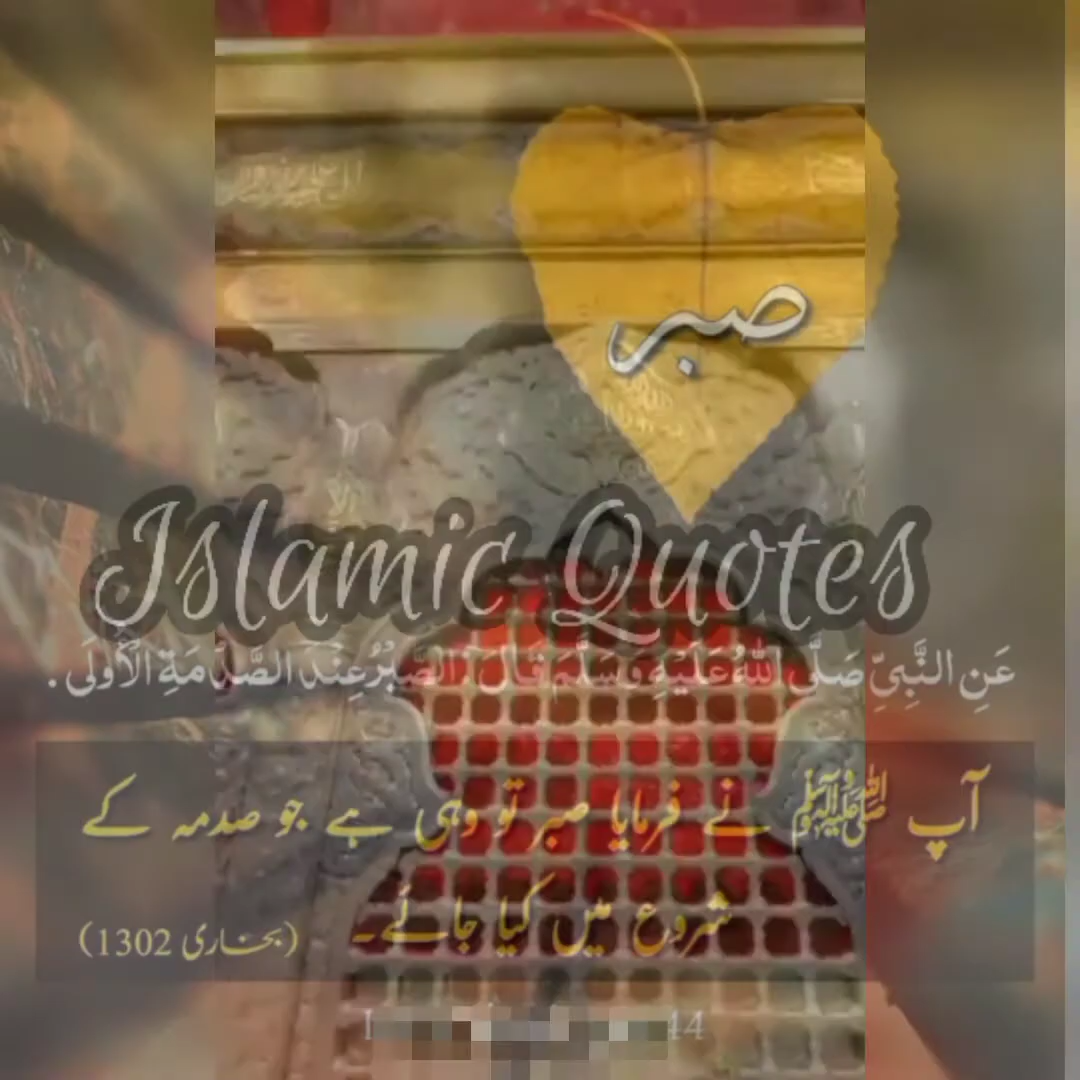 صبر
Islamic Quotes
عَنِ النَّبِيِّ صَلَّى اللهُ عَلَيْهِ وَسَلَّمَ قَالَ: الصَّبْرُ عِنْدَ الصَّدْمَةِ الْأُولَى.
آپ ﷺ نے فرمایا صبر تو وہی ہے جو صدمہ کے
شروع میں کیا جائے۔ (بخاری 1302)